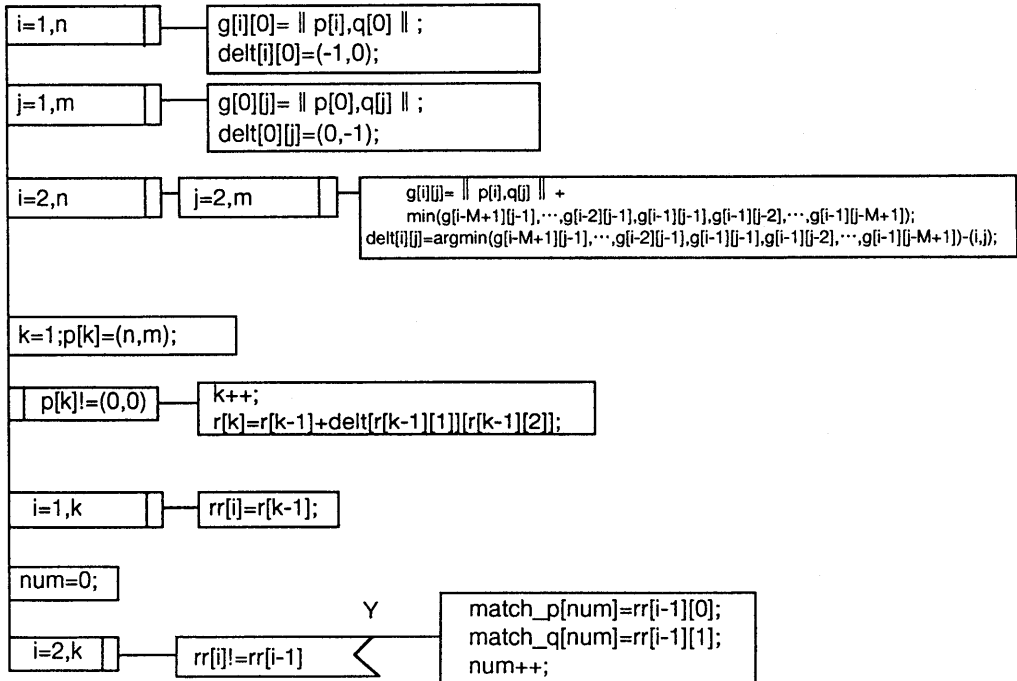 i=1,n
g[i][0]= ‖ p[i],q[0] ‖ ;
delt[i][0]=(-1,0);
j=1,m
g[0][j]= ‖ p[0],q[j] ‖ ;
delt[0][j]=(0,-1);
i=2,n
j=2,m
g[i][j]= ‖ p[i],q[j] ‖ +
min(g[i-M+1][j-1],⋯,g[i-2][j-1],g[i-1][j-1],g[i-1][j-2],⋯,g[i-1][j-M+1]);
delt[i][j]=argmin(g[i-M+1][j-1],⋯,g[i-2][j-1],g[i-1][j-1],g[i-1][j-2],⋯,g[i-1][j-M+1])-(i,j);
k=1;p[k]=(n,m);
p[k]!=(0,0)
k++;
r[k]=r[k-1]+delt[r[k-1][1]][r[k-1][2]];
i=1,k
rr[i]=r[k-1];
num=0;
i=2,k
rr[i]!=rr[i-1]
Y
match_p[num]=rr[i-1][0];
match_q[num]=rr[i-1][1];
num++;